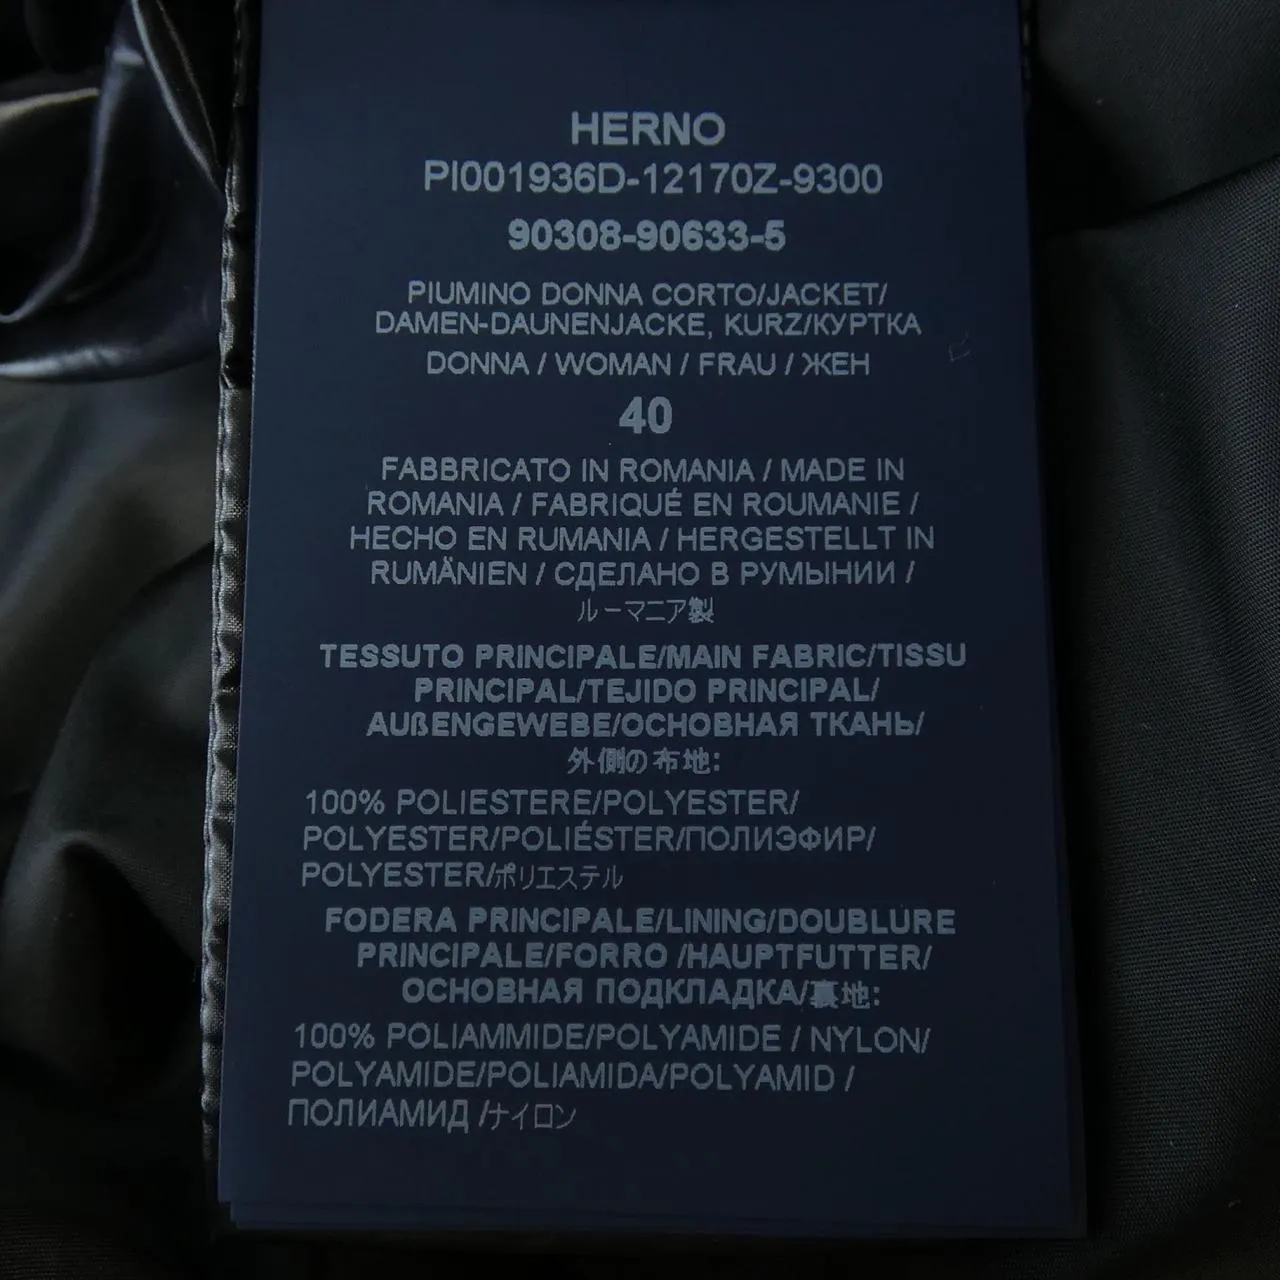 HERNO
PI001936D-12170Z-9300
90308-90633-5
PIUMINO DONNA CORTO/JACKET/
DAMEN-DAUNENJACKE, KURZ/КУРТКА
DONNA / WOMAN / FRAU / ЖЕН
40
FABBRICATO IN ROMANIA / MADE IN
ROMANIA / FABRIQUÉ EN ROUMANIE /
HECHO EN RUMANIA / HERGESTELLT IN
RUMÄNIEN / СДЕЛАНО В РУМЫНИИ /
ルーマニア製
TESSUTO PRINCIPALE/MAIN FABRIC/TISSU
PRINCIPAL/TEJIDO PRINCIPAL/
AUßENGEWEBE/ОСНОВНАЯ ТКАНЬ/
外側の布地:
100% POLIESTERE/POLYESTER/
POLYESTER/POLIÉSTER/ПОЛИЭФИР/
POLYESTER/ポリエステル
FODERA PRINCIPALE/LINING/DOUBLURE
PRINCIPALE/FORRO /HAUPTFUTTER/
ОСНОВНАЯ ПОДКЛАДКА/裏地:
100% POLIAMMIDE/POLYAMIDE / NYLON/
POLYAMIDE/POLIAMIDA/POLYAMID /
ПОЛИАМИД /ナイロン